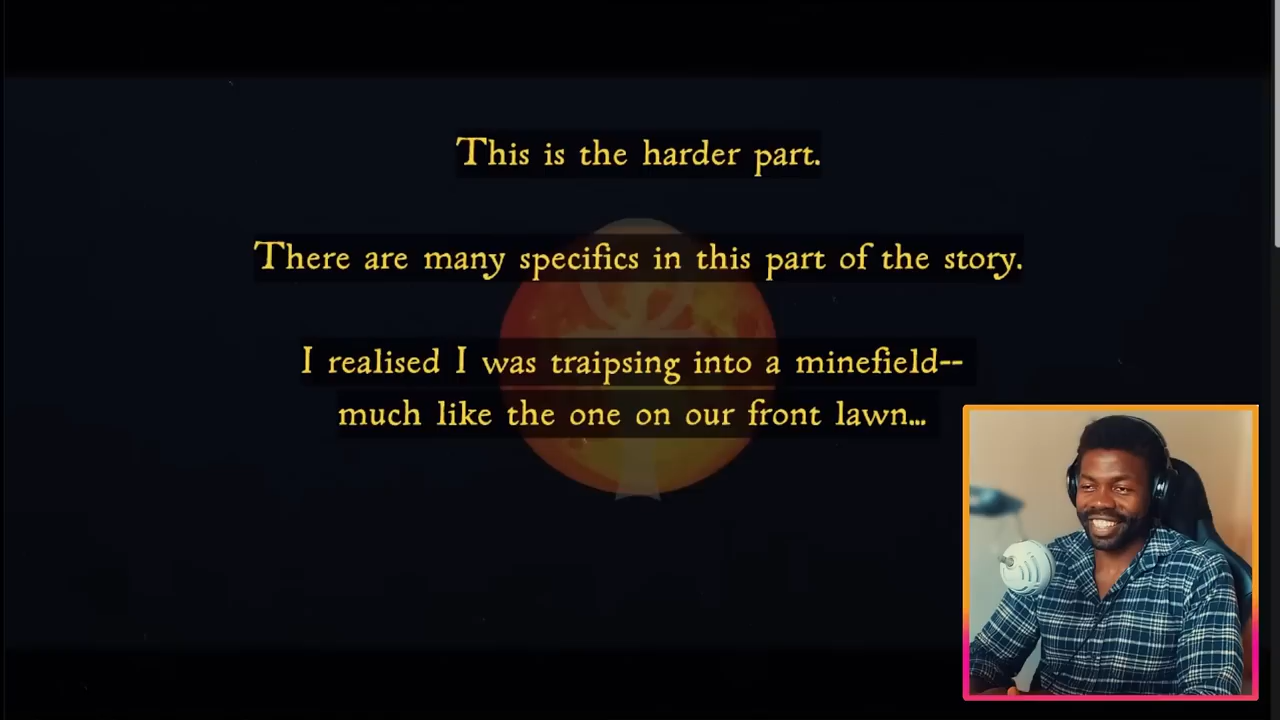 This is the harder part.
There are many specifics in this part of the story.
I realised I was traipsing into a minefield--
much like the one on our front lawn...